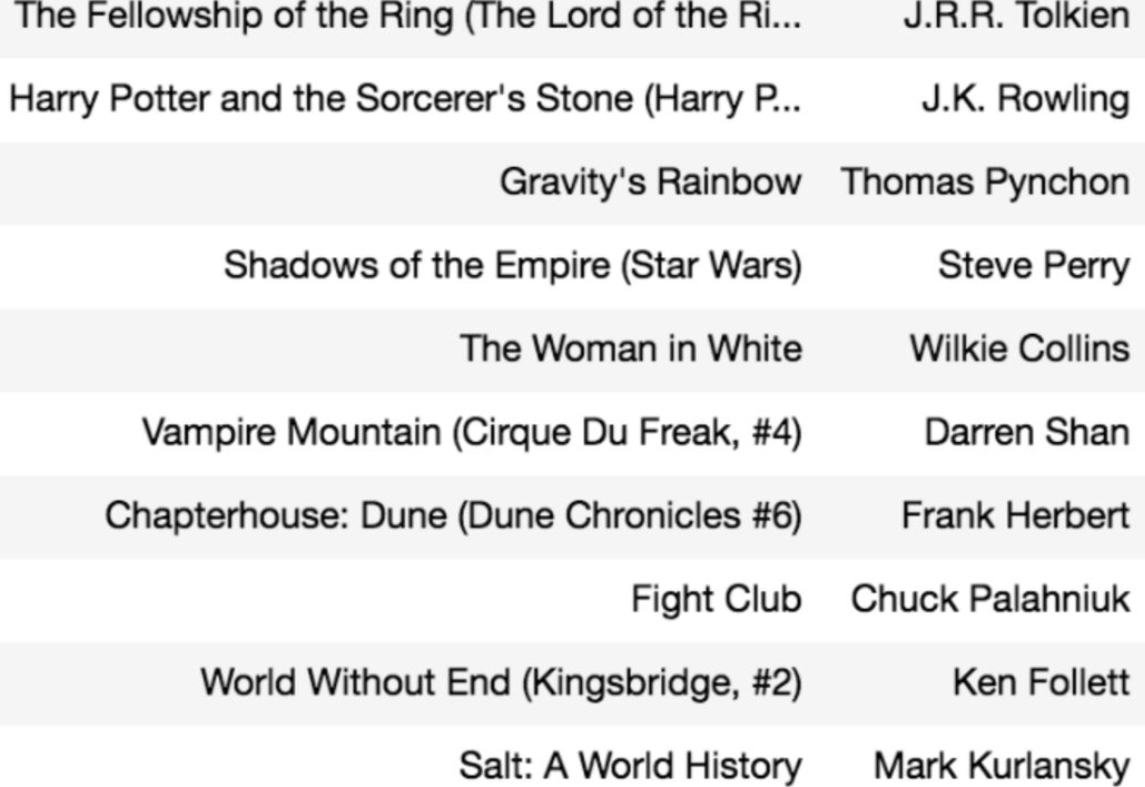 The Fellowship of the Ring (The Lord of the Ri... J.R.R. Tolkien
Harry Potter and the Sorcerer's Stone (Harry P... J.K. Rowling
Gravity's Rainbow Thomas Pynchon
Shadows of the Empire (Star Wars) Steve Perry
The Woman in White Wilkie Collins
Vampire Mountain (Cirque Du Freak, #4) Darren Shan
Chapterhouse: Dune (Dune Chronicles #6) Frank Herbert
Fight Club Chuck Palahniuk
World Without End (Kingsbridge, #2) Ken Follett
Salt: A World History Mark Kurlansky